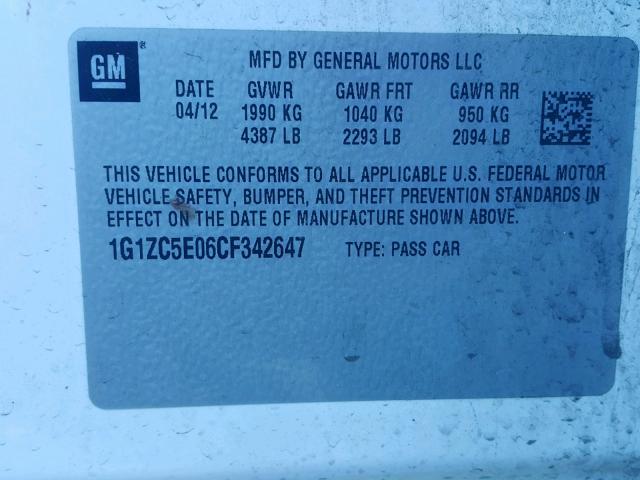 GM ® MFD BY GENERAL MOTORS LLC
DATE GVWR GAWR FRT GAWR RR
04/12 1990 KG 1040 KG 950 KG
4387 LB 2293 LB 2094 LB
THIS VEHICLE CONFORMS TO ALL APPLICABLE U.S. FEDERAL MOTOR
VEHICLE SAFETY, BUMPER, AND THEFT PREVENTION STANDARDS IN
EFFECT ON THE DATE OF MANUFACTURE SHOWN ABOVE.
1G1ZC5E06CF342647 TYPE: PASS CAR